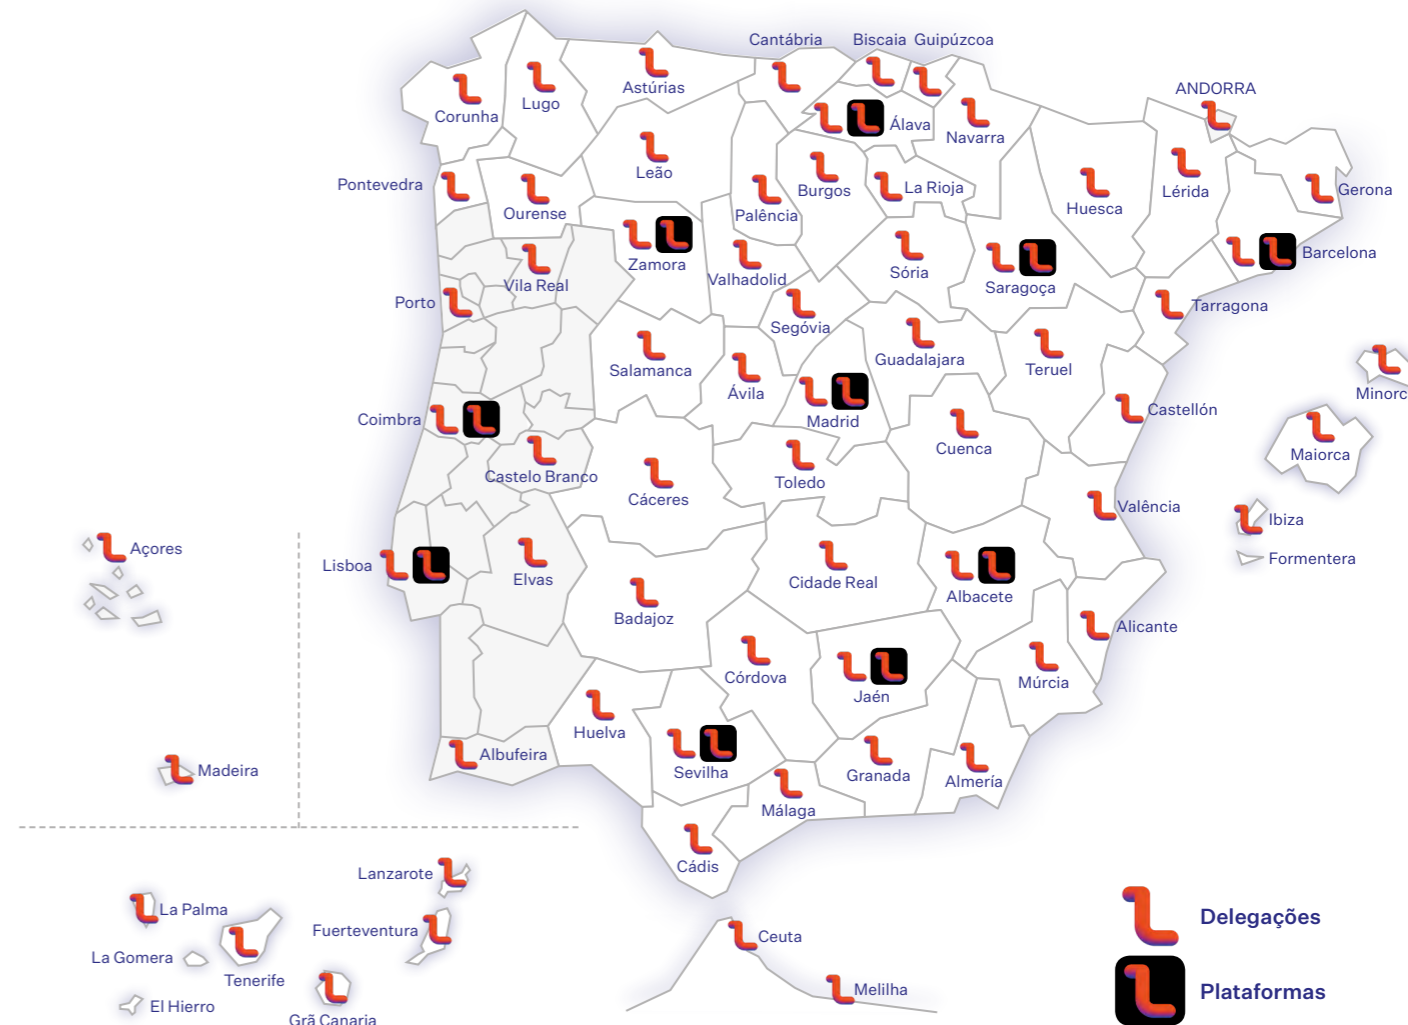 Cantábria
Biscaia
Guipúzcoa
ANDORRA
Corunha
Lugo
Astúrias
Álava
Navarra
Leão
Pontevedra
Ourense
Palência
Burgos
La Rioja
Huesca
Lérida
Gerona
Zamora
Valhadolid
Sória
Saragoça
Barcelona
Vila Real
Porto
Segóvia
Tarragona
Salamanca
Ávila
Guadalajara
Teruel
Minorc
Madrid
Coimbra
Castellón
Cuenca
Maiorca
Castelo Branco
Cáceres
Toledo
Valência
Ibiza
Formentera
Açores
Lisboa
Elvas
Cidade Real
Albacete
Badajoz
Alicante
Córdova
Jaén
Múrcia
Huelva
Albufeira
Sevilha
Granada
Almería
Madeira
Málaga
Cádis
Lanzarote
La Palma
Fuerteventura
La Gomera
Tenerife
El Hierro
Grã Canaria
Ceuta
Melilha
Delegações
Plataformas